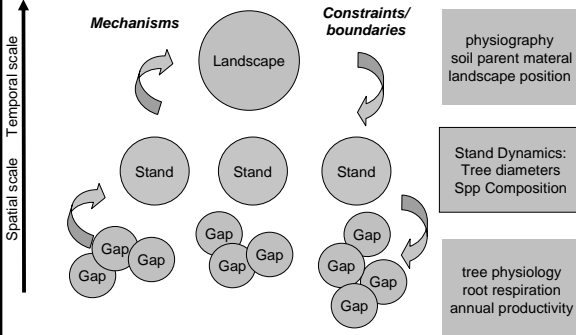 Mechanisms
Constraints/
boundaries
Temporal scale
Spatial scale
Landscape
physiography
soil parent materal
landscape position
Stand
Stand
Stand
Stand Dynamics:
Tree diameters
Spp Composition
Gap
Gap
Gap
Gap
Gap
Gap
Gap
Gap
Gap
Gap
tree physiology
root respiration
annual productivity